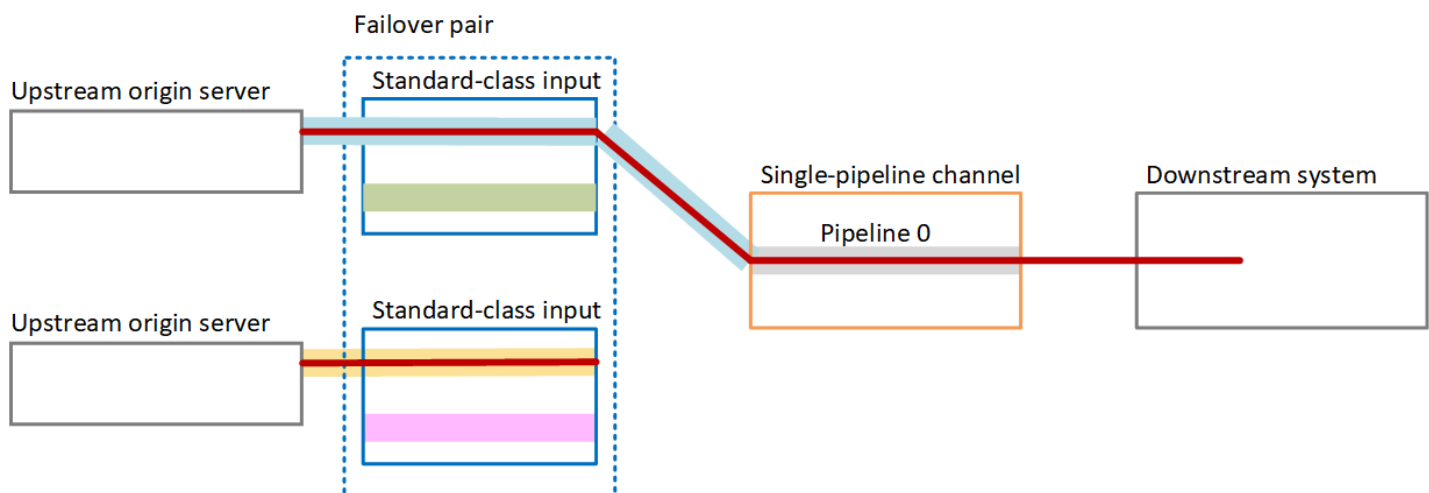 Failover pair
Upstream origin server
Standard-class input
Single-pipeline channel
Pipeline 0
Downstream system
Upstream origin server
Standard-class input